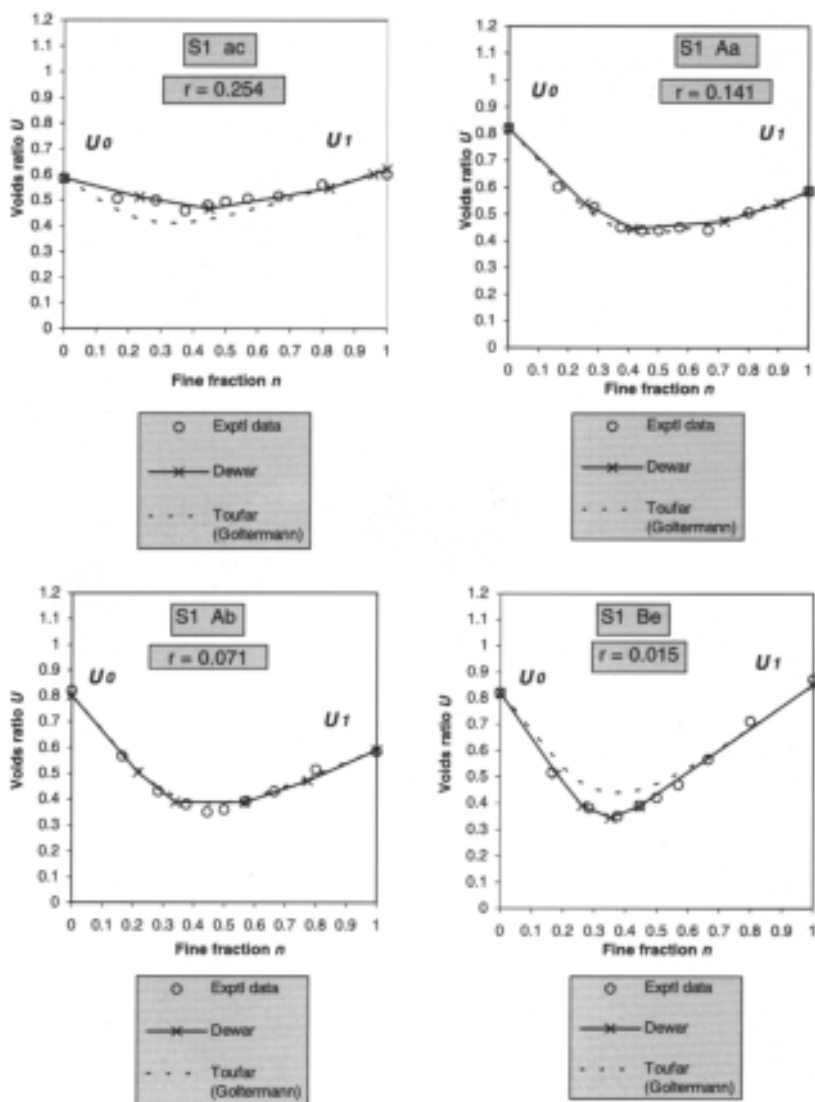 S1 ac
r = 0.254
U0
U1
Voids ratio U
1.2
1.1
1
0.9
0.8
0.7
0.6
0.5
0.4
0.3
0.2
0.1
0
0 0.1 0.2 0.3 0.4 0.5 0.6 0.7 0.8 0.9 1
Fine fraction n
Exptl data
Dewar
Toufar
(Goltermann)
S1 Aa
r = 0.141
U0
U1
Voids ratio U
1.2
1.1
1
0.9
0.8
0.7
0.6
0.5
0.4
0.3
0.2
0.1
0
0 0.1 0.2 0.3 0.4 0.5 0.6 0.7 0.8 0.9 1
Fine fraction n
Exptl data
Dewar
Toufar
(Goltermann)
S1 Ab
r = 0.071
U0
U1
Voids ratio U
1.2
1.1
1
0.9
0.8
0.7
0.6
0.5
0.4
0.3
0.2
0.1
0
0 0.1 0.2 0.3 0.4 0.5 0.6 0.7 0.8 0.9 1
Fine fraction n
Exptl data
Dewar
Toufar
(Goltermann)
S1 Be
r = 0.015
U0
U1
Voids ratio U
1.2
1.1
1
0.9
0.8
0.7
0.6
0.5
0.4
0.3
0.2
0.1
0
0 0.1 0.2 0.3 0.4 0.5 0.6 0.7 0.8 0.9 1
Fine fraction n
Exptl data
Dewar
Toufar
(Goltermann)